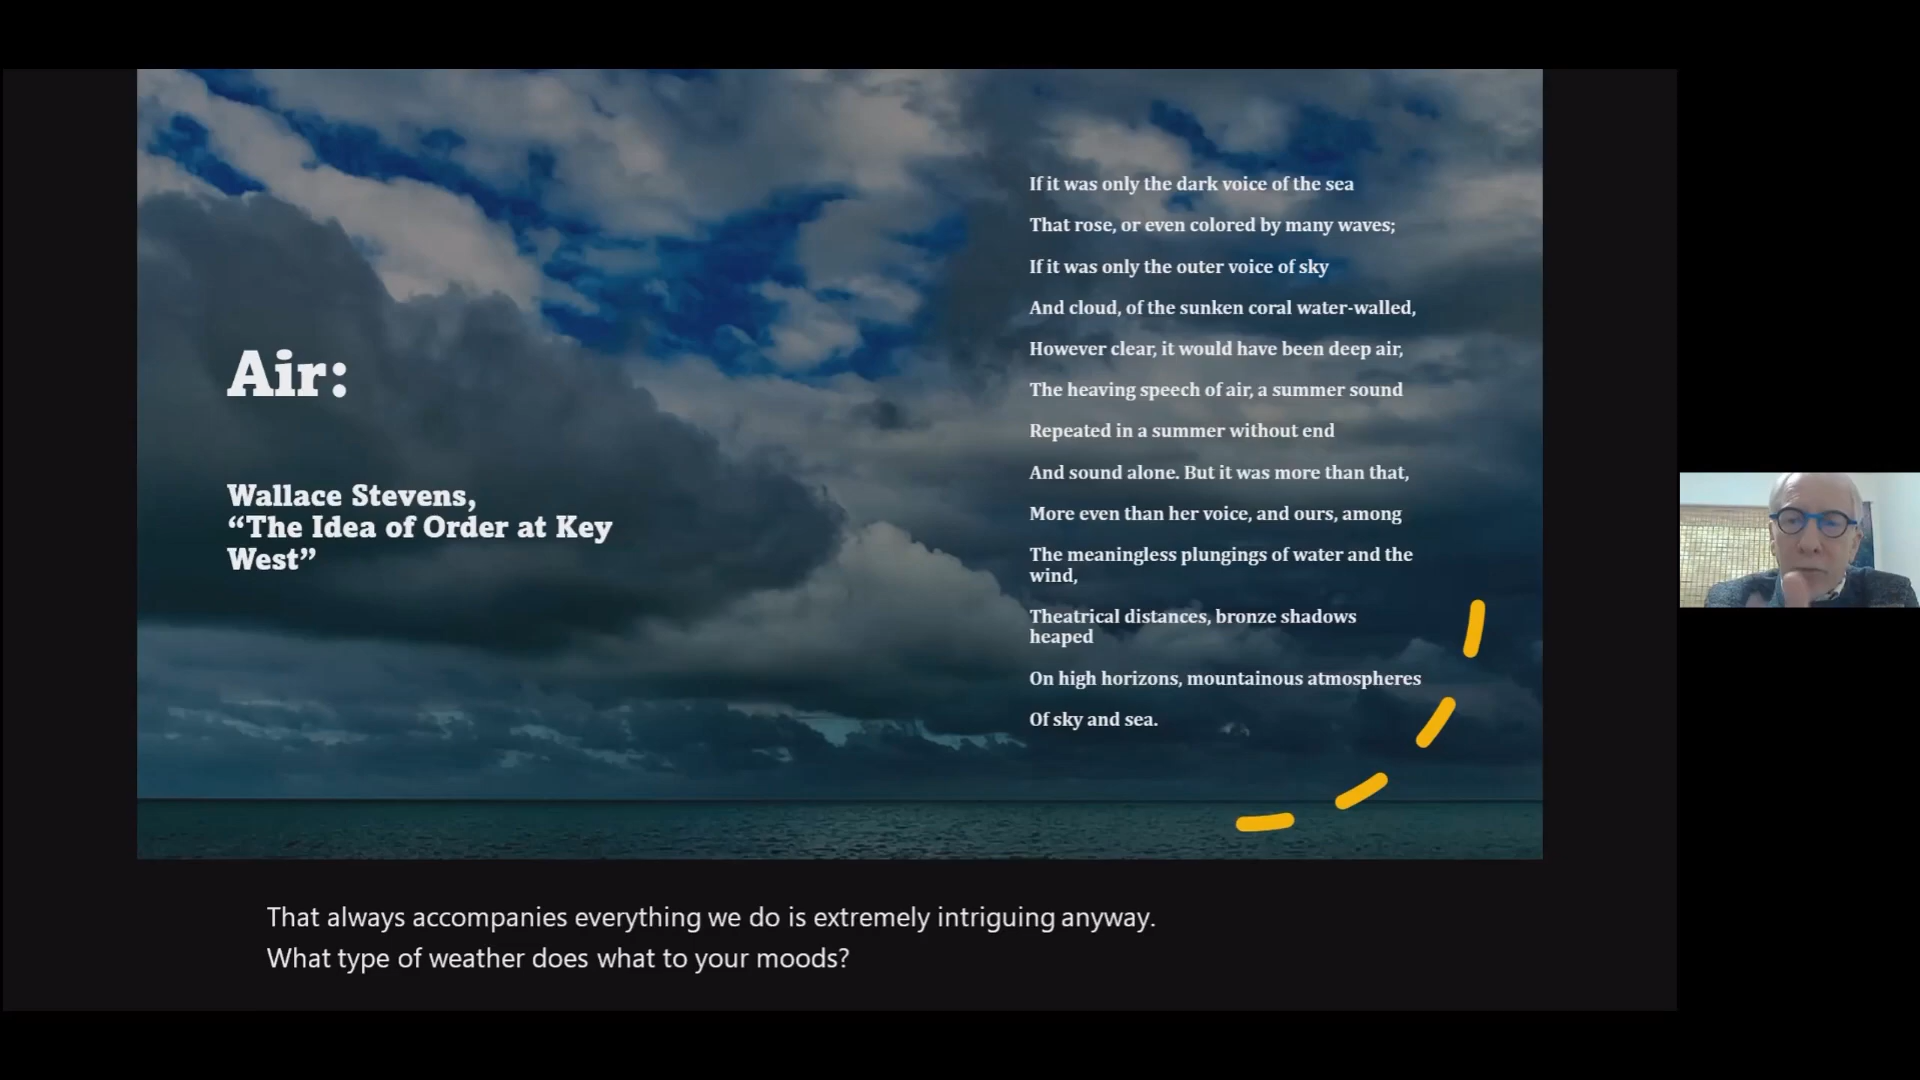 Air:
Wallace Stevens,
“The Idea of Order at Key
West”
If it was only the dark voice of the sea
That rose, or even colored by many waves;
If it was only the outer voice of sky
And cloud, of the sunken coral water-walled,
However clear, it would have been deep air,
The heaving speech of air, a summer sound
Repeated in a summer without end
And sound alone. But it was more than that,
More even than her voice, and ours, among
The meaningless plungings of water and the
wind,
Theatrical distances, bronze shadows
heaped
On high horizons, mountainous atmospheres
Of sky and sea.
That always accompanies everything we do is extremely intriguing anyway.
What type of weather does what to your moods?